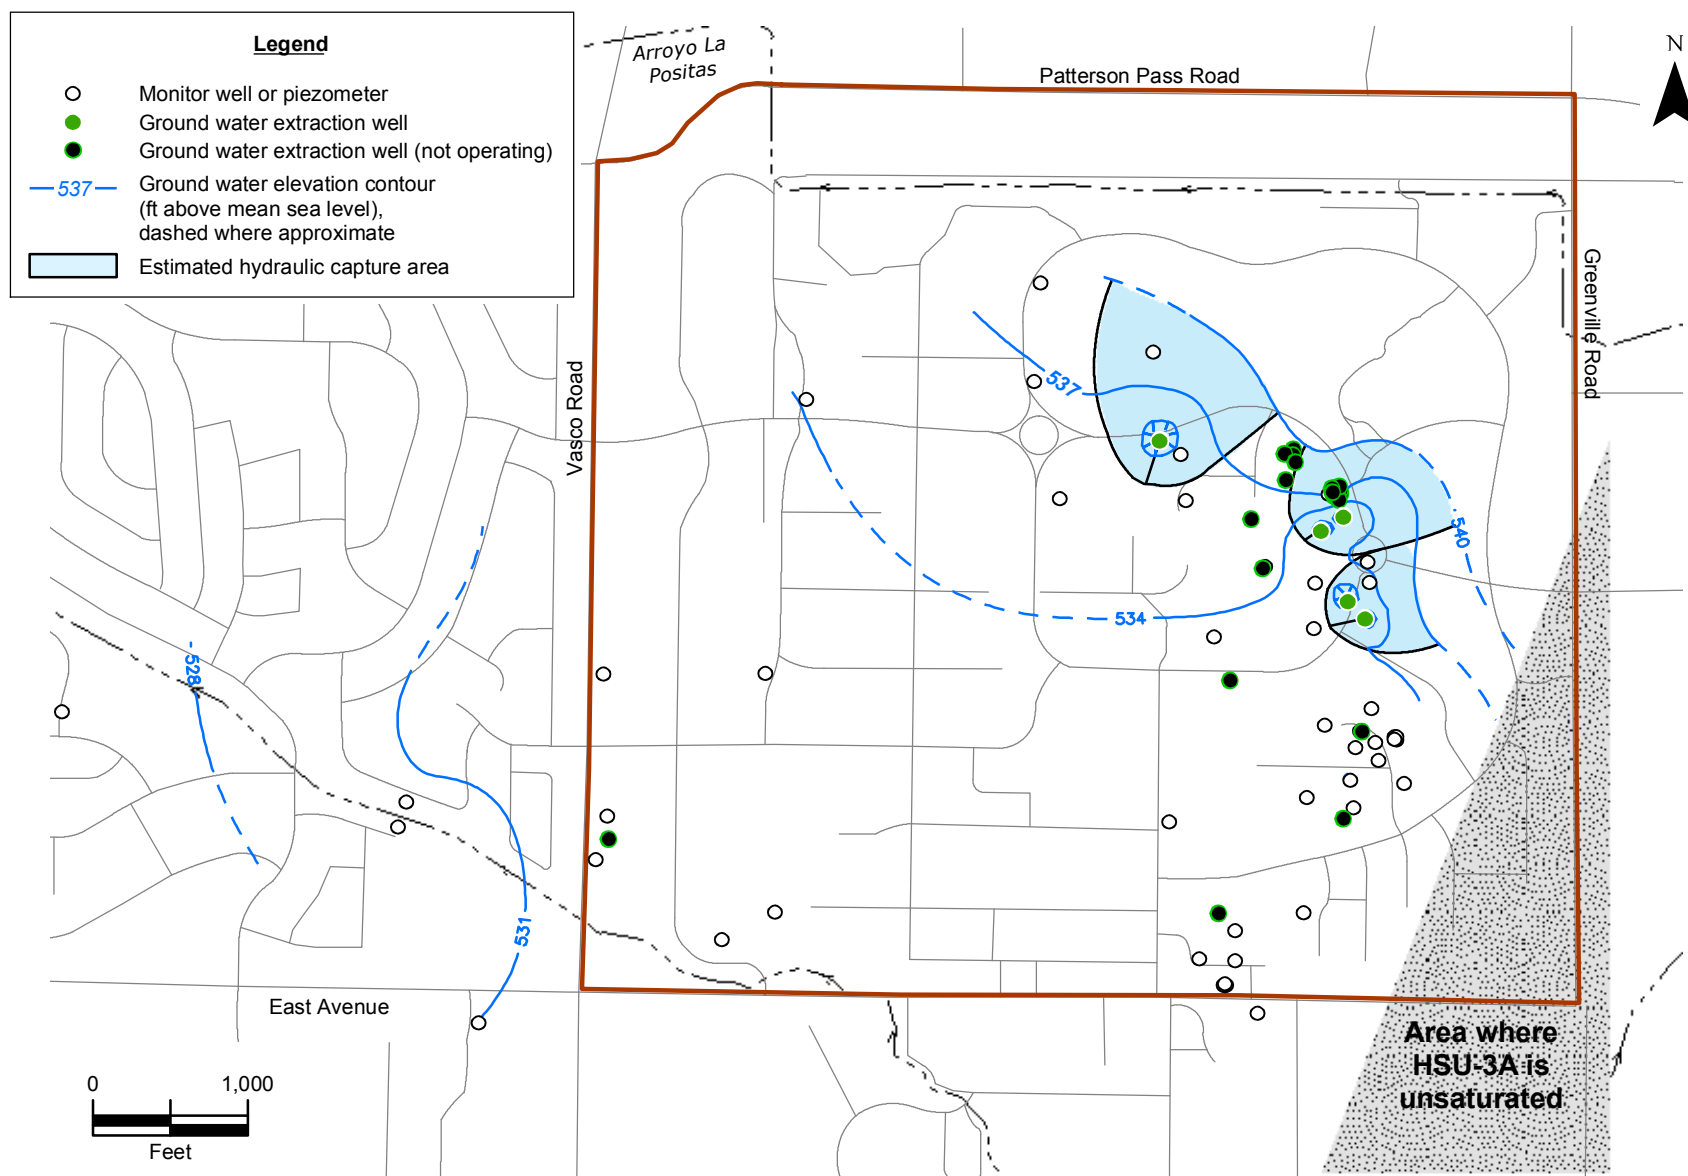 Legend
Monitor well or piezometer
Ground water extraction well
Ground water extraction well (not operating)
537
Ground water elevation contour
(ft above mean sea level),
dashed where approximate
Estimated hydraulic capture area
Arroyo La
Positas
Patterson Pass Road
N
Greenville Road
Vasco Road
537
540
534
528
531
East Avenue
0 1,000
Feet
Area where
HSU-3A is
unsaturated